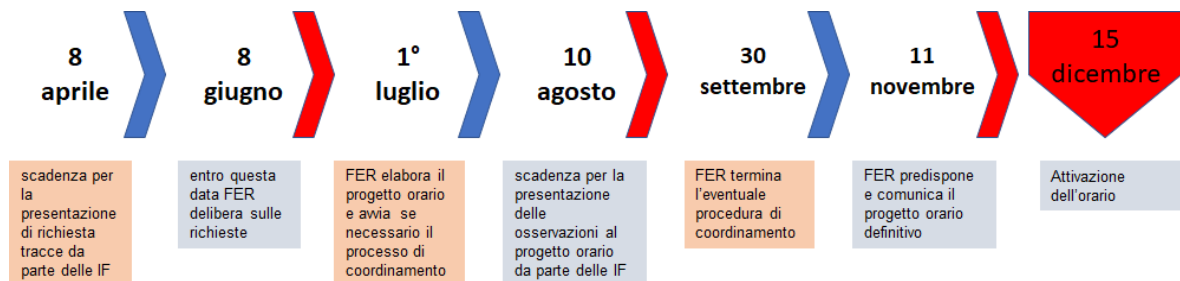 8
aprile
8
giugno
1°
luglio
10
agosto
30
settembre
11
novembre
15
dicembre
scadenza per
la
presentazione
di richiesta
tracce da
parte delle IF
entro questa
data FER
delibera sulle
richieste
FER elabora il
progetto orario
e avvia se
necessario il
processo di
coordinamento
scadenza per la
presentazione
delle
osservazioni al
progetto orario
da parte delle IF
FER termina
l'eventuale
procedura di
coordinamento
FER predispone
e comunica il
progetto orario
definitivo
Attivazione
dell'orario